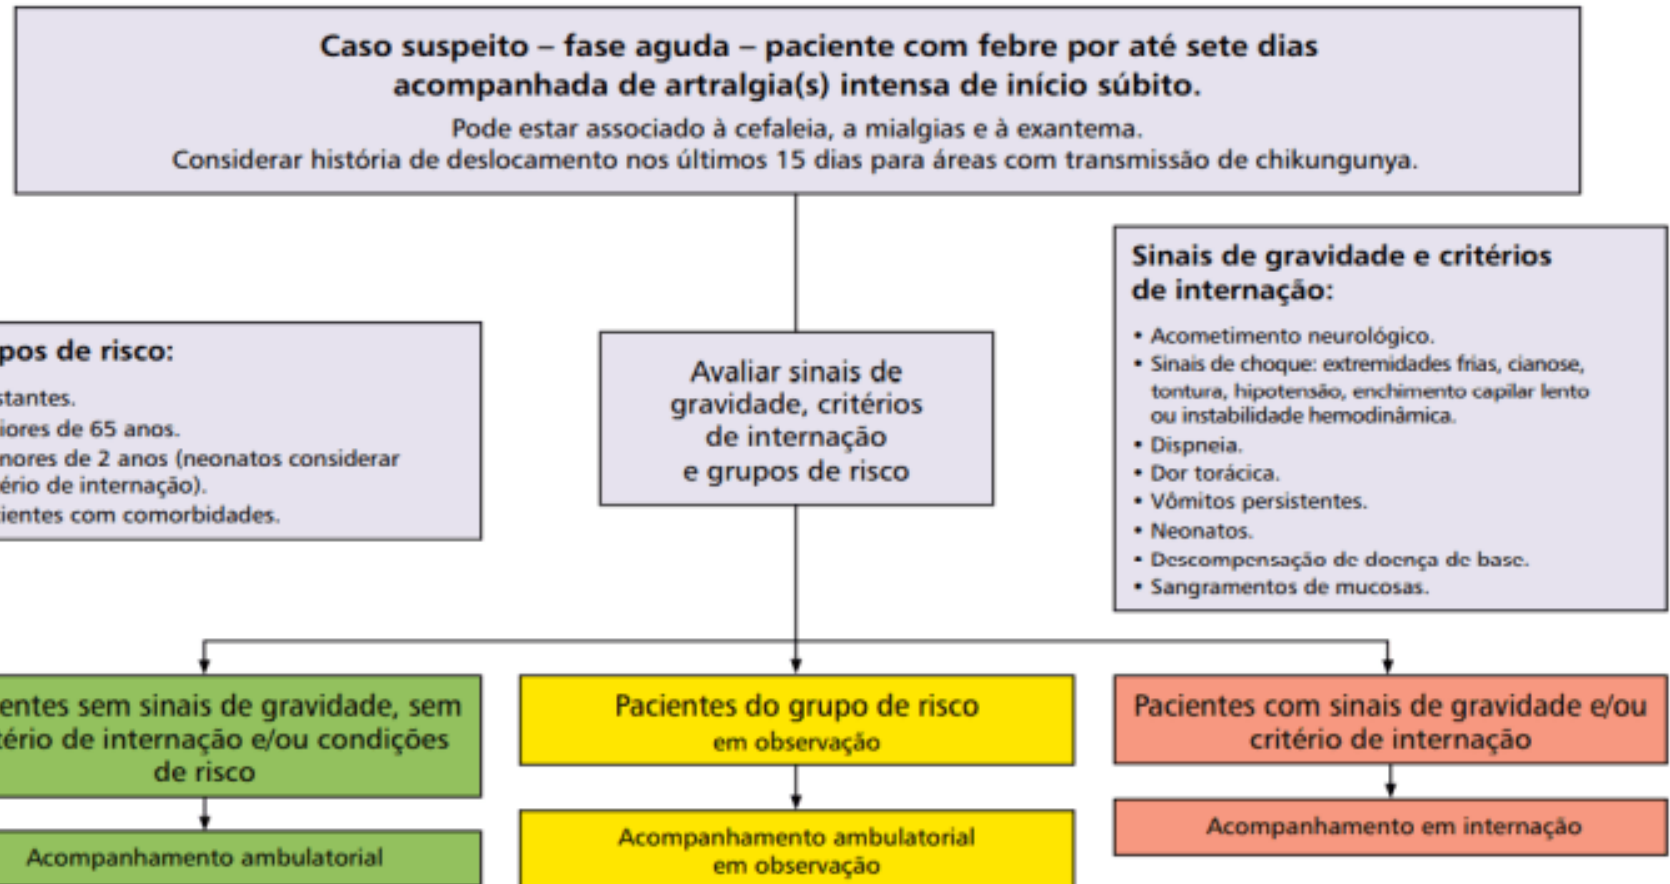 Caso suspeito – fase aguda – paciente com febre por até sete dias
acompanhada de artralgia(s) intensa de início súbito.
Pode estar associado à cefaleia, a mialgias e à exantema.
Considerar história de deslocamento nos últimos 15 dias para áreas com transmissão de chikungunya.
pos de risco:
stantes.
iores de 65 anos.
nores de 2 anos (neonatos considerar
ério de internação).
ientes com comorbidades.
Avaliar sinais de
gravidade, critérios
de internação
e grupos de risco
Sinais de gravidade e critérios
de internação:
• Acometimento neurológico.
• Sinais de choque: extremidades frias, cianose,
tontura, hipotensão, enchimento capilar lento
ou instabilidade hemodinâmica.
• Dispneia.
• Dor torácica.
• Vômitos persistentes.
• Neonatos.
• Descompensação de doença de base.
• Sangramentos de mucosas.
entes sem sinais de gravidade, sem
ério de internação e/ou condições
de risco
Acompanhamento ambulatorial
Pacientes do grupo de risco
em observação
Acompanhamento ambulatorial
em observação
Pacientes com sinais de gravidade e/ou
critério de internação
Acompanhamento em internação